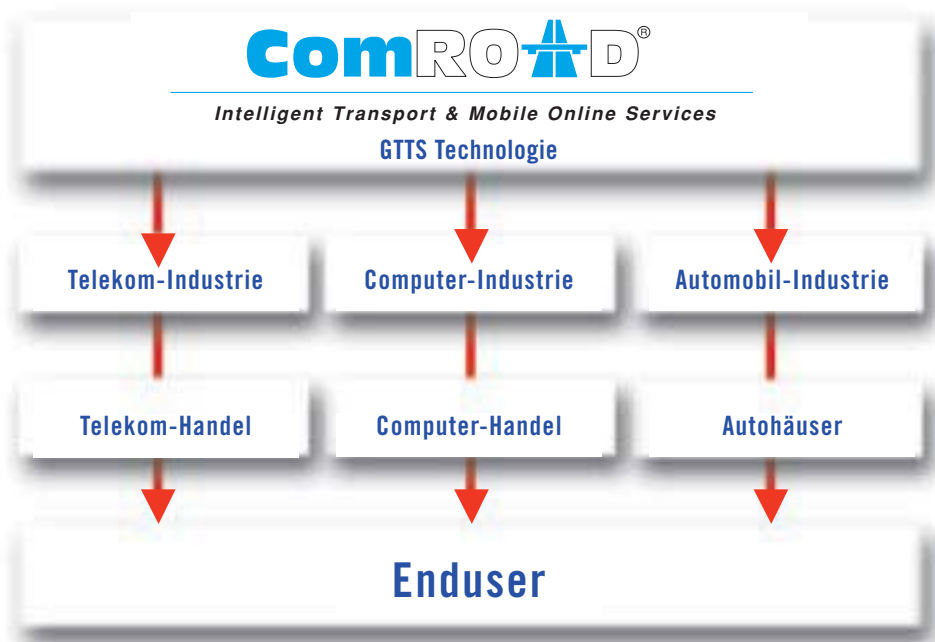 ComROAD®
Intelligent Transport & Mobile Online Services
GTTS Technologie
Telekom-Industrie Computer-Industrie Automobil-Industrie
Telekom-Handel Computer-Handel Autohäuser
Enduser